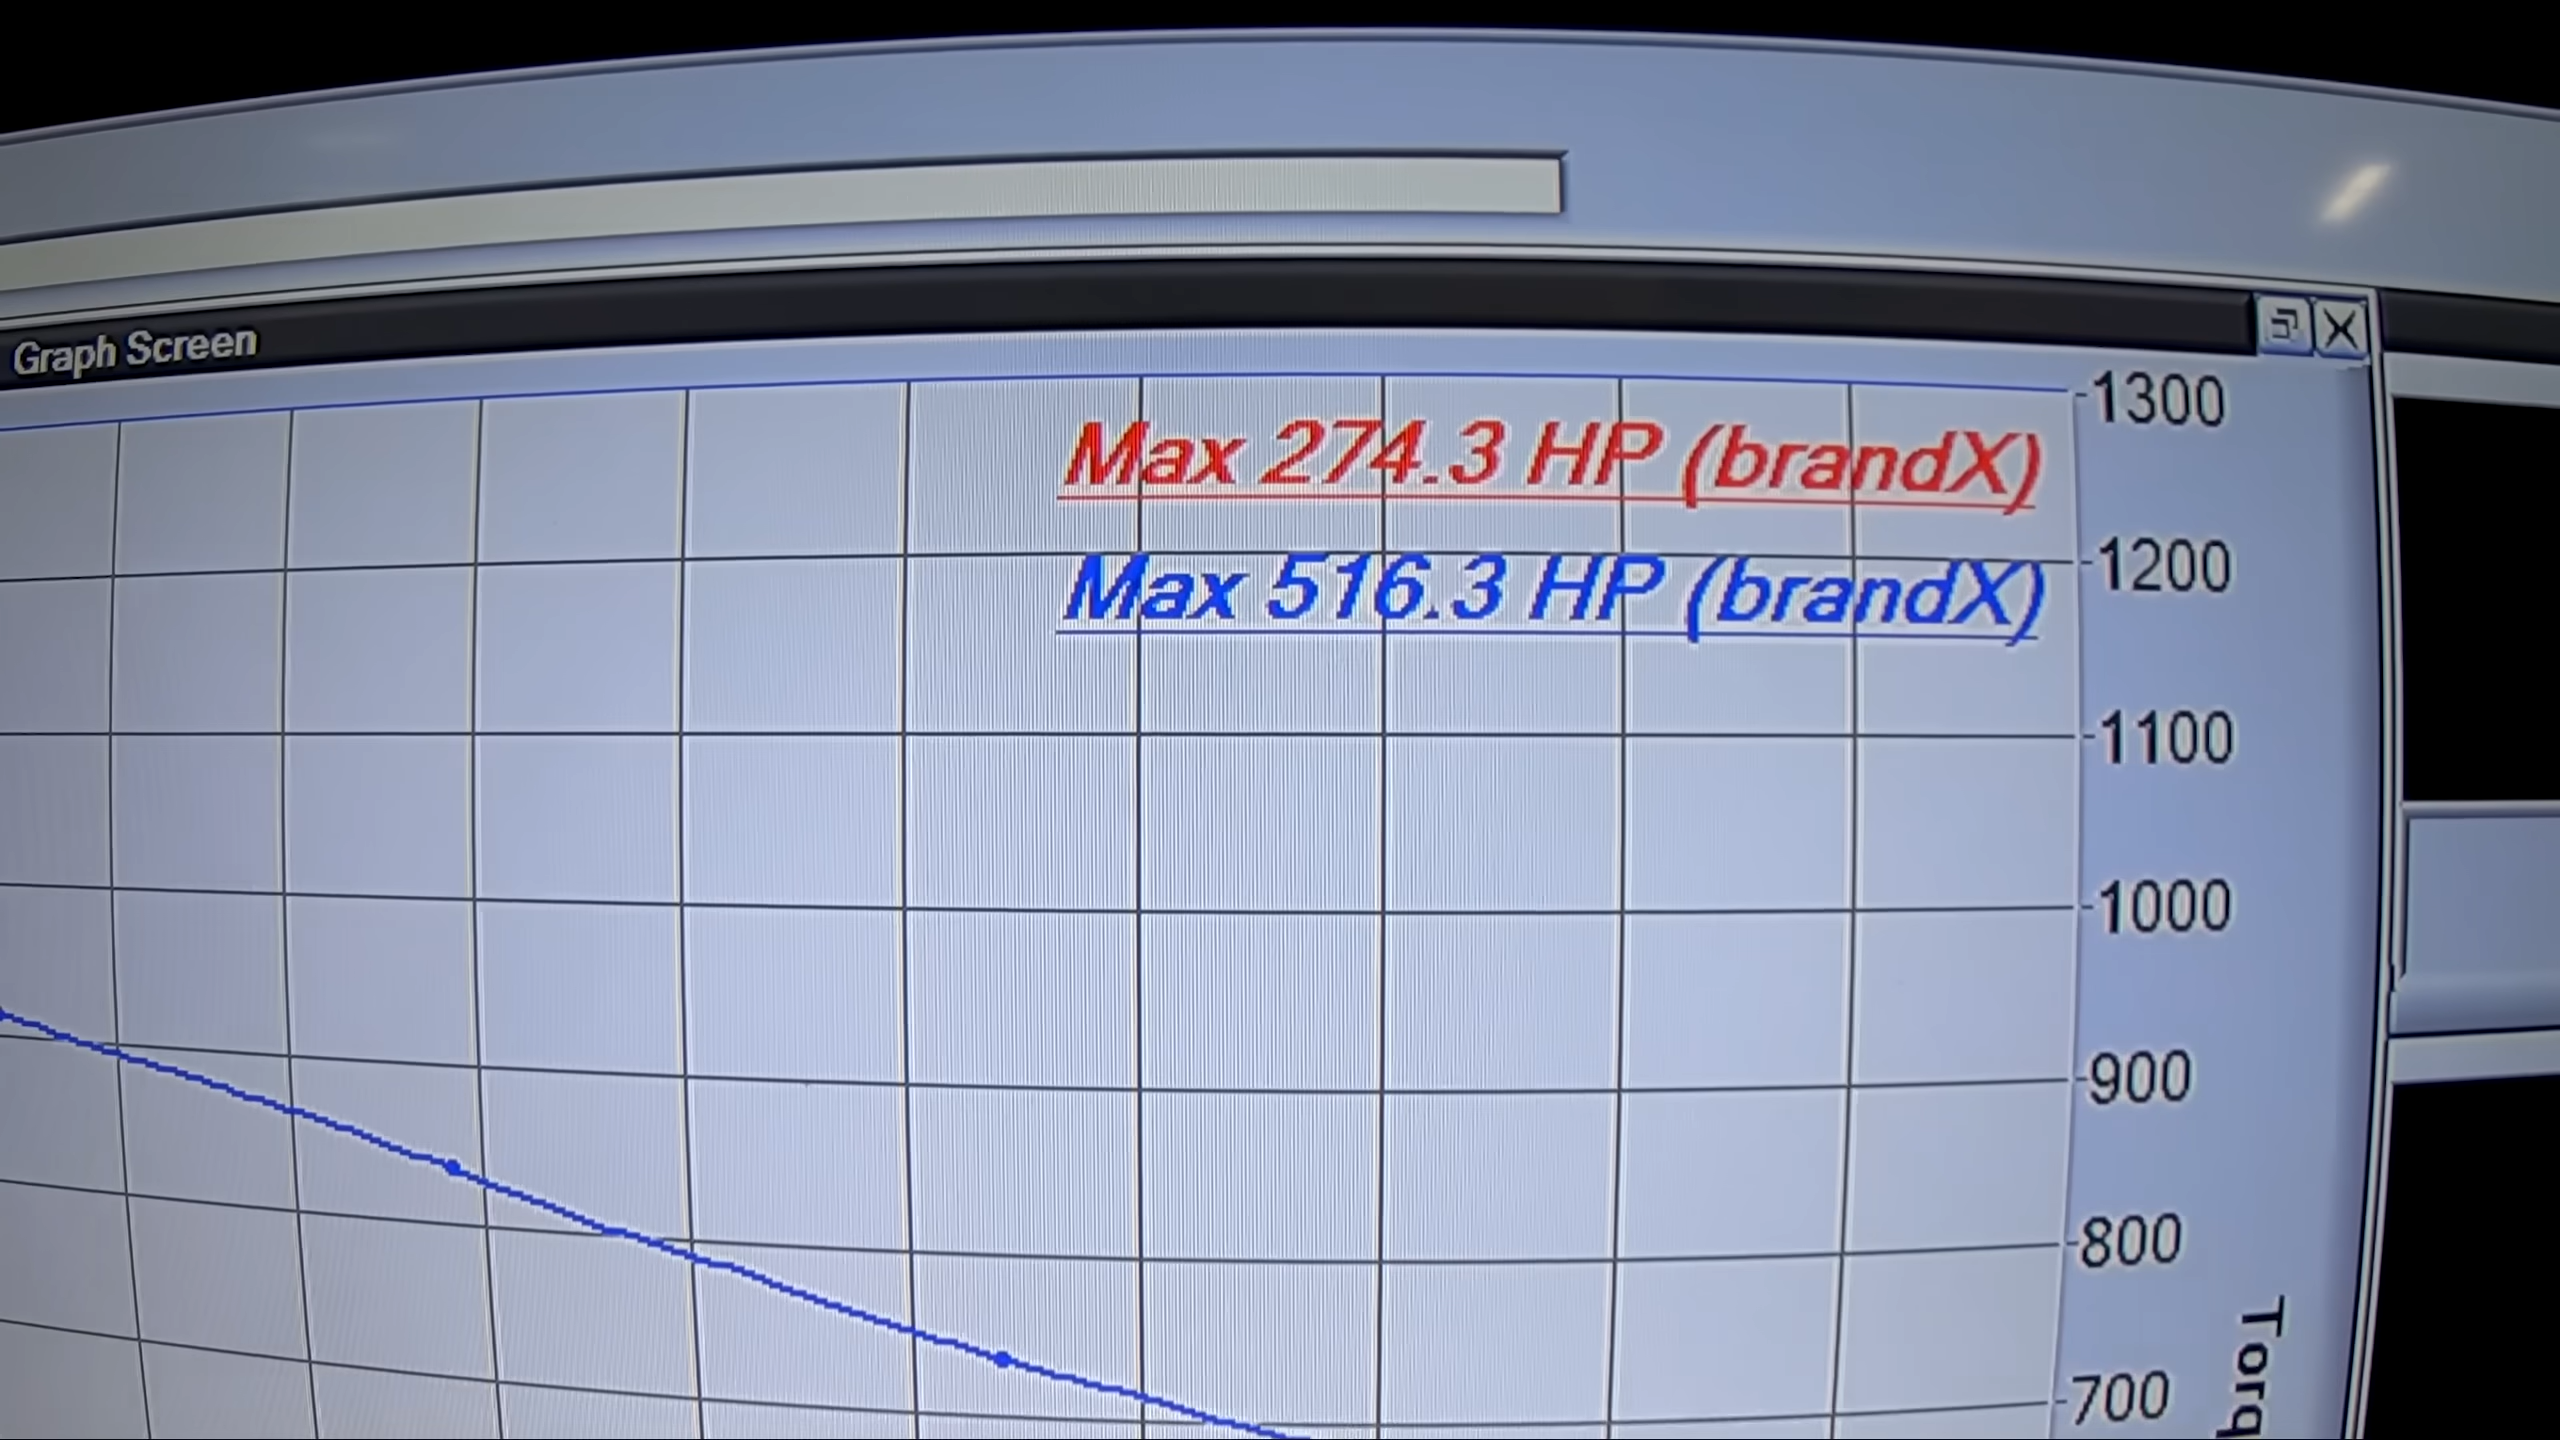 Graph Screen
Max 274.3 HP (brandX)
Max 516.3 HP (brandX)
1300
1200
1100
1000
900
800
700